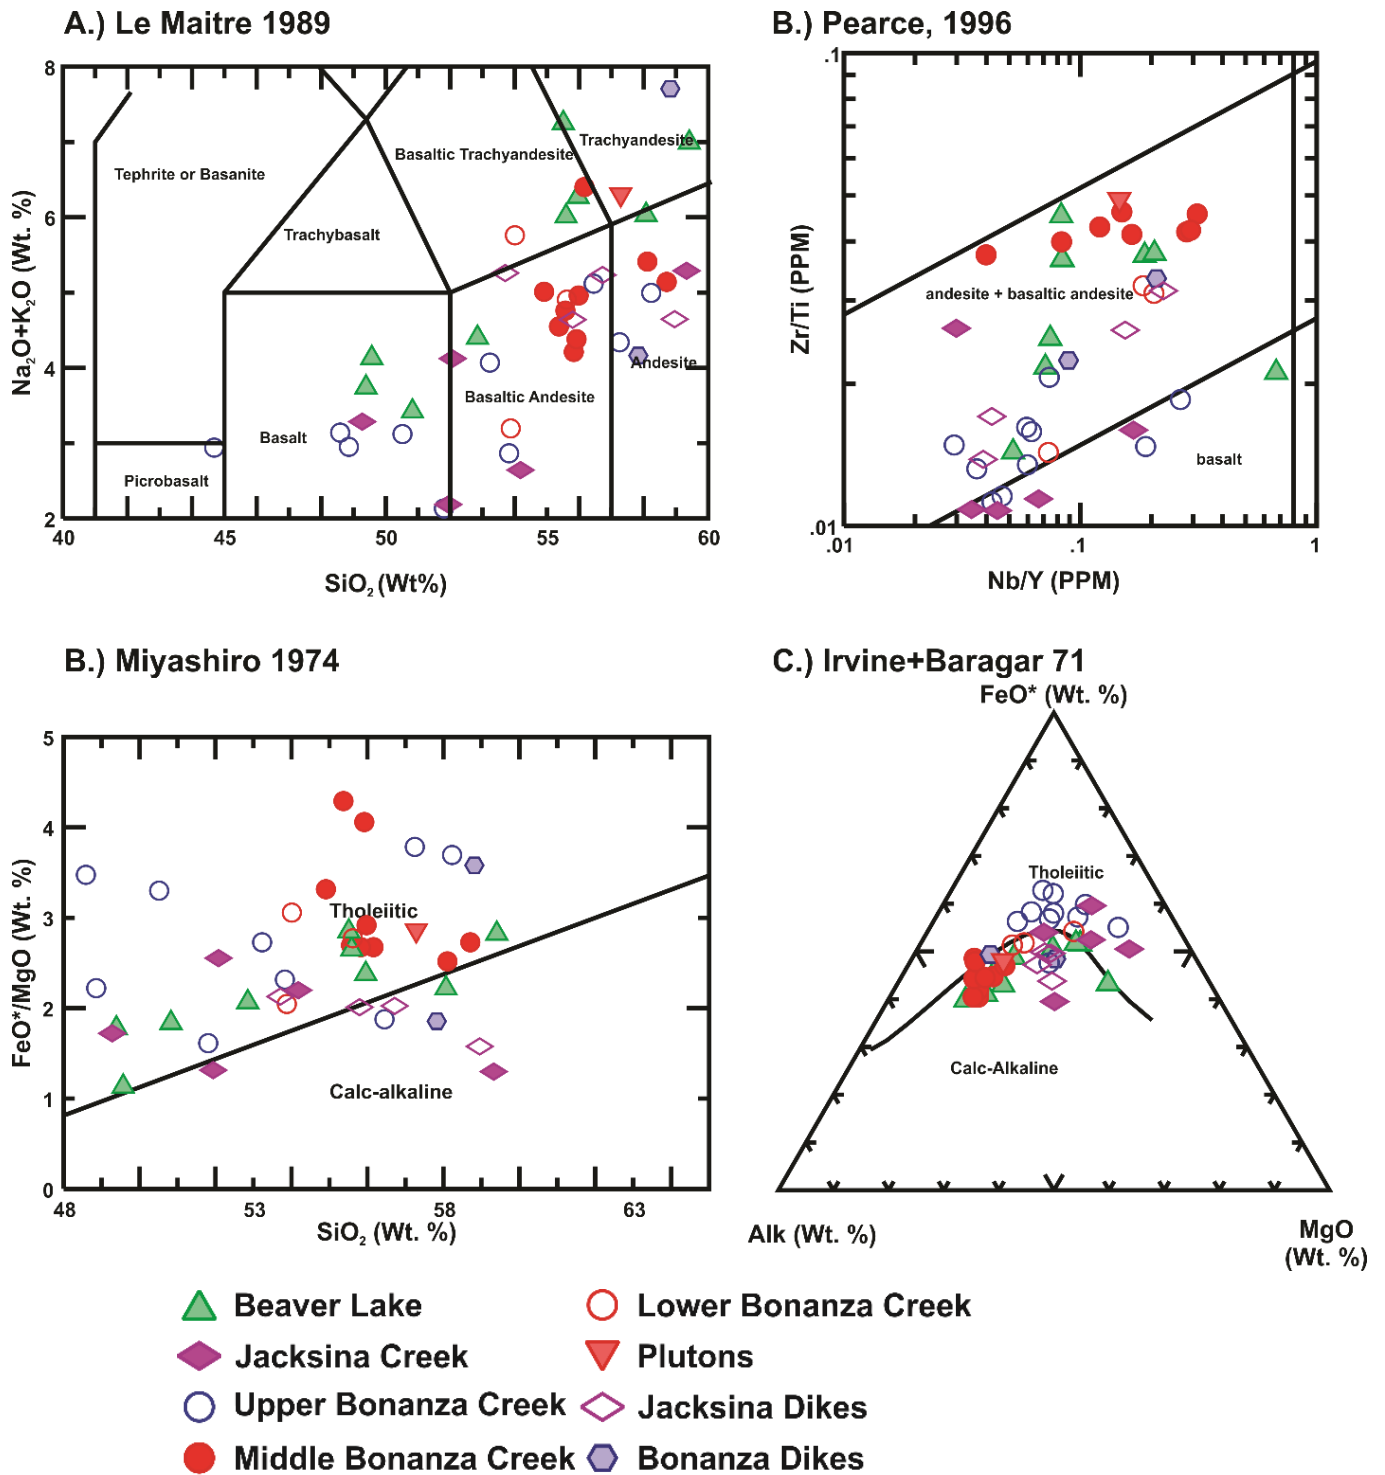 A.) Le Maitre 1989
8
6
4
2
Na₂O+K₂O (Wt. %)
Tephrite or Basanite
Trachybasalt
Basaltic Trachyandesite
Trachyandesite
Picrobasalt
Basalt
Basaltic Andesite
Andesite
40
45
50
55
60
SiO₂ (Wt%)
B.) Pearce, 1996
.1
.01
Zr/Ti (PPM)
andesite + basaltic andesite
basalt
.01
.1
1
Nb/Y (PPM)
B.) Miyashiro 1974
5
4
3
2
1
0
FeO*/MgO (Wt. %)
Tholeiitic
Calc-alkaline
48
53
58
63
SiO₂ (Wt. %)
C.) Irvine+Baragar 71
FeO* (Wt. %)
Tholeiitic
Calc-Alkaline
Alk (Wt. %)
MgO
(Wt. %)
Beaver Lake
Jacksina Creek
Upper Bonanza Creek
Middle Bonanza Creek
Lower Bonanza Creek
Plutons
Jacksina Dikes
Bonanza Dikes